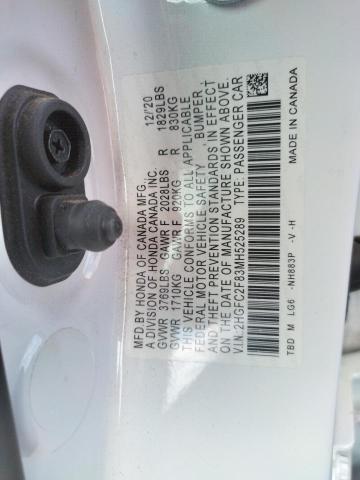 MFD.BY HONDA OF CANADA MFG. 12/20
A DIVISION OF HONDA CANADA INC.
GVWR 3769LBS GAWR F 2028LBS R 1829LBS
GVWR 1710KG GAWR F 920KG R 830KG
THIS VEHICLE CONFORMS TO ALL APPLICABLE
FEDERAL MOTOR VEHICLE SAFETY, BUMPER,
AND THEFT PREVENTION STANDARDS IN EFFECT
ON THE DATE OF MANUFACTURE SHOWN ABOVE.
V.I.N.:2HGFC2F83MH525289 TYPE: PASSENGER CAR
TBD M LG6 -NH883P -V -H MADE IN CANADA